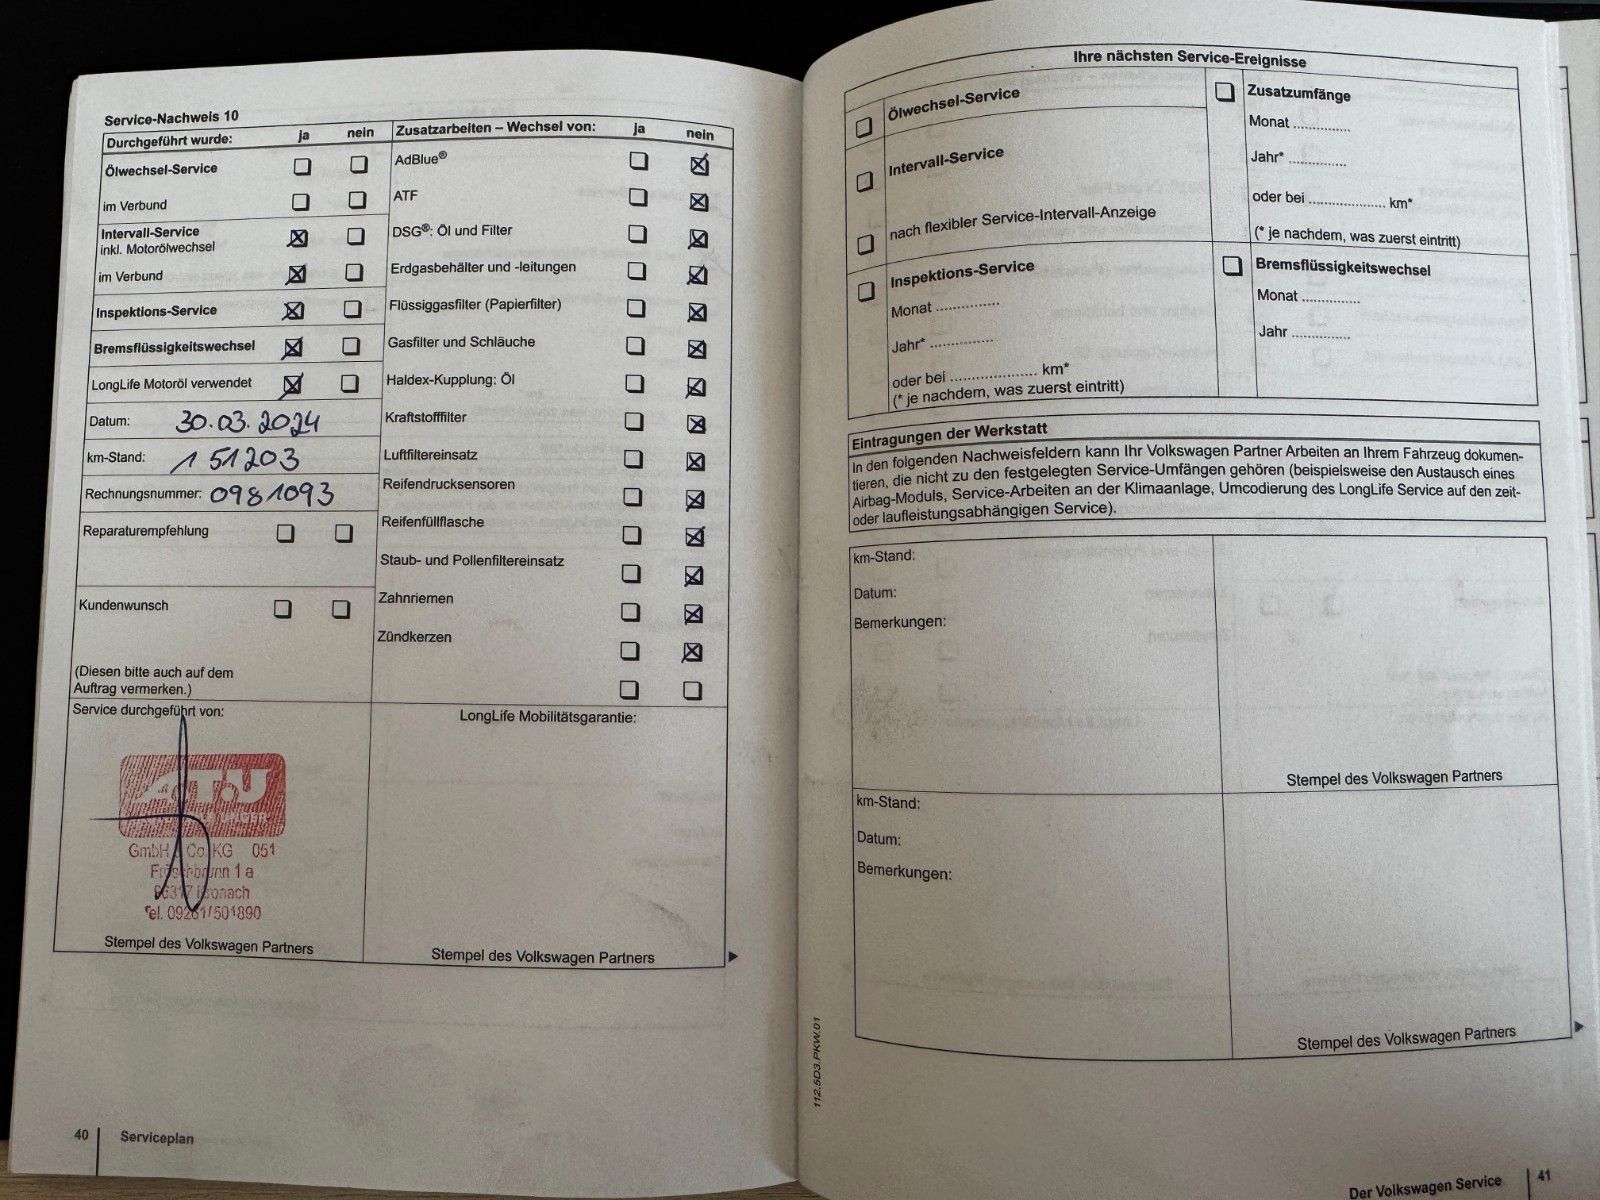 Service-Nachweis 10
Durchgeführt wurde: ja nein
Ölwechsel-Service
im Verbund
Intervall-Service
inkl. Motorölwechsel
im Verbund
Inspektions-Service
Bremsflüssigkeitswechsel
LongLife Motoröl verwendet
Datum: 30.03.2024
km-Stand: 151203
Rechnungsnummer: 0981093
Reparaturempfehlung
Kundenwunsch
(Diesen bitte auch auf dem
Auftrag vermerken.)
Zusatzarbeiten – Wechsel von: ja nein
AdBlue®
ATF
DSG®: Öl und Filter
Erdgasbehälter und -leitungen
Flüssiggasfilter (Papierfilter)
Gasfilter und Schläuche
Haldex-Kupplung: Öl
Kraftstofffilter
Luftfiltereinsatz
Reifendrucksensoren
Reifenfüllflasche
Staub- und Pollenfiltereinsatz
Zahnriemen
Zündkerzen
Service durchgeführt von:
A.T.U
UNGER
GmbH Co. KG 051
1 a
Tel. 09261/501890
Stempel des Volkswagen Partners
LongLife Mobilitätsgarantie:
Stempel des Volkswagen Partners
40 Serviceplan
Ihre nächsten Service-Ereignisse
Ölwechsel-Service
Intervall-Service
nach flexibler Service-Intervall-Anzeige
Inspektions-Service
Monat ...............
Jahr* ...............
oder bei .................... km*
(* je nachdem, was zuerst eintritt)
Zusatzumfänge
Monat ..............
Jahr* ..............
oder bei .................. km*
(* je nachdem, was zuerst eintritt)
Bremsflüssigkeitswechsel
Monat ..............
Jahr ..............
Eintragungen der Werkstatt
In den folgenden Nachweisfeldern kann Ihr Volkswagen Partner Arbeiten an Ihrem Fahrzeug dokumen-
tieren, die nicht zu den festgelegten Service-Umfängen gehören (beispielsweise den Austausch eines
Airbag-Moduls, Service-Arbeiten an der Klimaanlage, Umcodierung des LongLife Service auf den zeit-
oder laufleistungsabhängigen Service).
km-Stand:
Datum:
Bemerkungen:
Stempel des Volkswagen Partners
km-Stand:
Datum:
Bemerkungen:
Stempel des Volkswagen Partners
112.5D3.PKW.01
Der Volkswagen Service 41